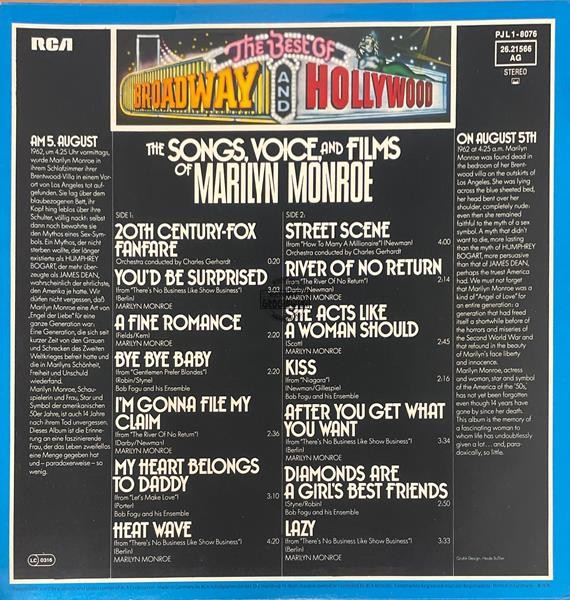 RCA
The Best Of
BROADWAY
AND
HOLLYWOOD
PJL1-8076
26.21566
AG
STEREO
THE SONGS, VOICE, AND FILMS
OF MARILYN MONROE
AM 5. AUGUST
1962, um 4.25 Uhr vormittags,
wurde Marilyn Monroe in
ihrem Schlafzimmer ihrer
Brentwood-Villa in einem Vor-
ort von Los Angeles tot auf-
gefunden. Sie lag über dem
blaubezogenen Bett, ihr
Kopf hing leblos über ihre
Schulter, völlig nackt: selbst
dann noch bewahrte sie
den Mythos eines Sex-Sym-
bols. Ein Mythos, der nicht
sterben wollte, der länger
existierte als HUMPHREY
BOGART, der mehr über-
zeugte als JAMES DEAN,
wahrscheinlich der ehrlichste,
den Amerika je hatte. Wir
dürfen nicht vergessen, daß
Marilyn Monroe eine Art von
„Engel der Liebe“ für eine
ganze Generation war:
Eine Generation, die sich seit
kurzer Zeit von den Grauen
und Schrecken des Zweiten
Weltkrieges befreit hatte und
die in Marilyns Schönheit,
Freiheit und Unschuld
wiederfand.
Marilyn Monroe, Schau-
spielerin und Frau, Star und
Symbol der amerikanischen
50er Jahre, ist auch 14 Jahre
nach ihrem Tod unvergessen.
Dieses Album ist die Erinne-
rung an eine faszinierende
Frau, der das Leben zweifellos
eine Menge gegeben hat
und – paradoxerweise – so
wenig.
SIDE 1:
20TH CENTURY-FOX
FANFARE
Orchestra conducted by Charles Gerhardt 0:20
YOU'D BE SURPRISED
(from "There's No Business Like Show Business") 3.03
(Berlin)
MARILYN MONROE
A FINE ROMANCE
(Fields/Kern) 2.20
MARILYN MONROE
BYE BYE BABY
(from "Gentlemen Prefer Blondes") 2.20
(Robin/Styne)
Bob Fogu and his Ensemble
I'M GONNA FILE MY
CLAIM
(from "The River Of No Return") 2:36
(Darby/Newman)
MARILYN MONROE
MY HEART BELONGS
TO DADDY
(from "Let's Make Love") 3.10
(Porter)
Bob Fogu and his Ensemble
HEAT WAVE
(from "There's No Business Like Show Business") 4:20
(Berlin)
MARILYN MONROE
SIDE 2:
STREET SCENE
(from "How To Marry A Millionaire") (Newman) 4.00
Orchestra conducted by Charles Gerhardt
RIVER OF NO RETURN
(from "The River Of No Return") 2:14
(Darby/Newman)
MARILYN MONROE
SHE ACTS LIKE
A WOMAN SHOULD
(Scott) 2:45
MARILYN MONROE
KISS
(from "Niagara") 2:16
(Newman/Gillespie)
Bob Fogu and his Ensemble
AFTER YOU GET WHAT
YOU WANT
(from "There's No Business Like Show Business") 3:34
(Berlin)
MARILYN MONROE
DIAMONDS ARE
A GIRL'S BEST FRIENDS
(Styne/Robin) 2:50
Bob Fogu and his Ensemble
LAZY
(from "There's No Business Like Show Business") 3:33
(Berlin)
MARILYN MONROE
ON AUGUST 5TH
1962 at 4.25 a.m. Marilyn
Monroe was found dead
in the bedroom of her Brent-
wood villa on the outskirts of
Los Angeles. She was lying
across the blue sheeted bed,
her head bent over her
shoulder, completely nude:
even then she remained
faithful to the myth of a sex
symbol. A myth that didn't
want to die, more lasting
than the myth of HUMPHREY
BOGART, more persuasive
than that of JAMES DEAN,
perhaps the truest America
had. We must not forget
that Marilyn Monroe was a
kind of "Angel of Love" for
an entire generation: a
generation that had freed
itself a short while before of
the horrors and miseries of
the Second World War and
that refound in the beauty
of Marilyn's face liberty
and innocence.
Marilyn Monroe, actress
and woman, star and symbol
of the America of the '50s,
has not yet been forgotten
even though 14 years have
gone by since her death.
This album is the memory
of a fascinating woman to
whom life has undoubtedly
given a lot... and, para-
doxically, so little.
LC 0316